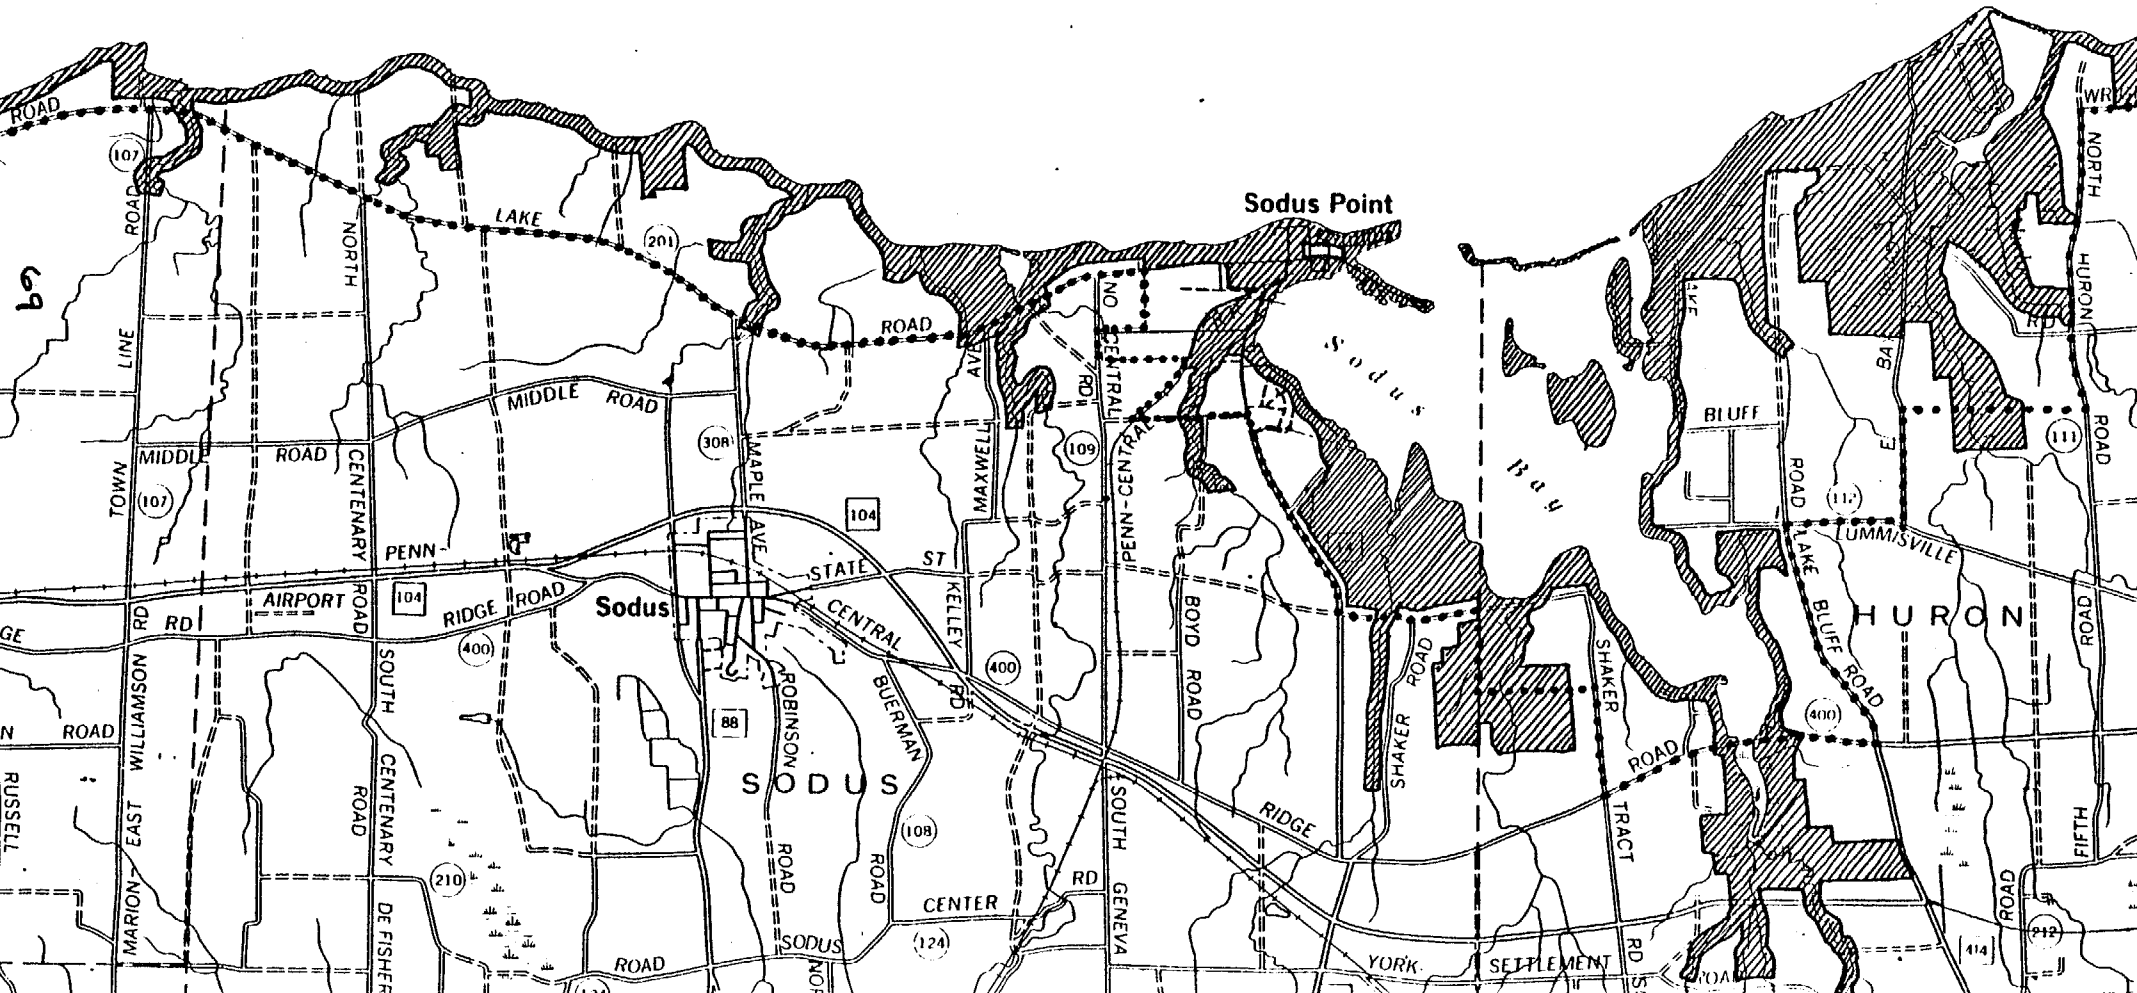 ROAD
WR
107
ROAD
NORTH
LAKE
201
Sodus Point
NORTH
HURON
69
LINE
ROAD
AVE
NO
CENTRAL
RD
Sodus
Bay
AKE
BA
E
RD
MIDDLE ROAD
BLUFF
MIDDLE ROAD
308
109
111
ROAD
TOWN
107
CENTENARY
ROAD
MAPLE AVE
MAXWELL
104
PENN-CENTRAL
ROAD
112
LUMMISVILLE
PENN-
CENTRAL
STATE ST
AIRPORT
104
RIDGE ROAD
Sodus
KELLEY
RD
BOYD
ROAD
LAKE BLUFF ROAD
HURON
ROAD
GE RD
400
400
SHAKER
ROAD
SHAKER
TRACT
RD
400
N ROAD
MARION-EAST WILLIAMSON RD
SOUTH
CENTENARY
ROAD
88
ROBINSON
ROAD
BUERMAN
ROAD
SODUS
ROAD
RUSSELL
RIDGE
SOUTH
GENEVA
108
FIFTH
ROAD
210
DE FISHER
CENTER RD
124
SODUS
ROAD
NOR
YORK SETTLEMENT
414
212